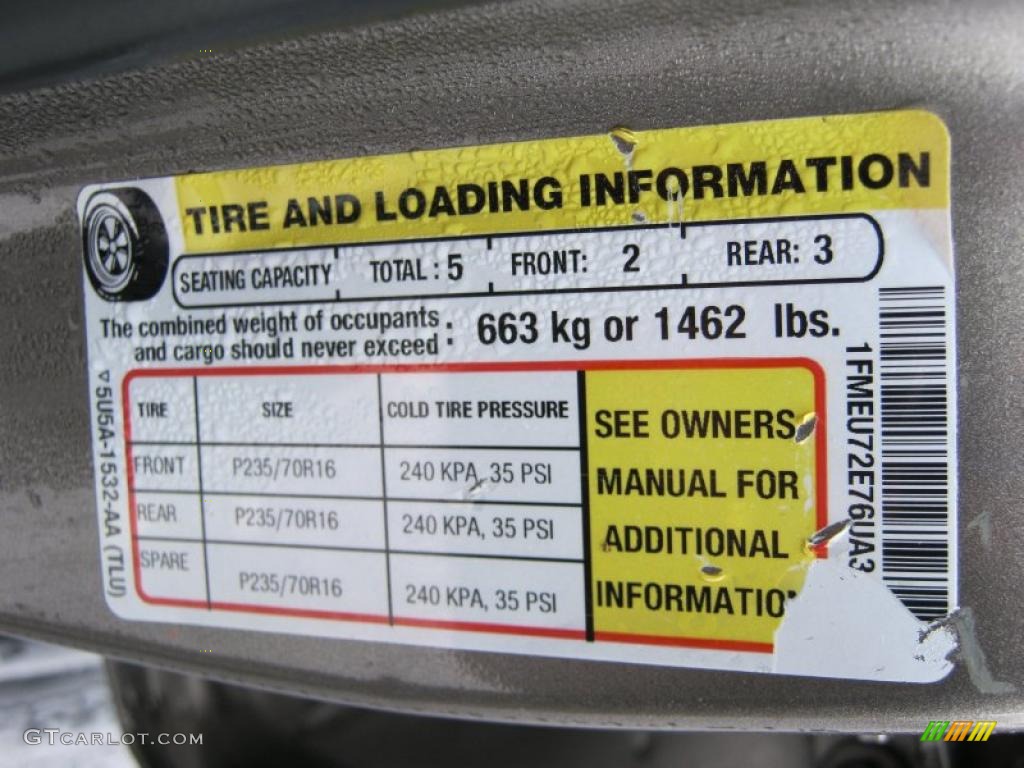 TIRE AND LOADING INFORMATION
SEATING CAPACITY TOTAL : 5 FRONT: 2 REAR: 3
The combined weight of occupants
and cargo should never exceed : 663 kg or 1462 lbs.
TIRE SIZE COLD TIRE PRESSURE
FRONT P235/70R16 240 KPA, 35 PSI
REAR P235/70R16 240 KPA, 35 PSI
SPARE P235/70R16 240 KPA, 35 PSI
SEE OWNERS
MANUAL FOR
ADDITIONAL
INFORMATIO
5U5A-1532-AA (TLU)
1FMEU72E76UA3
GTCARLOT.COM